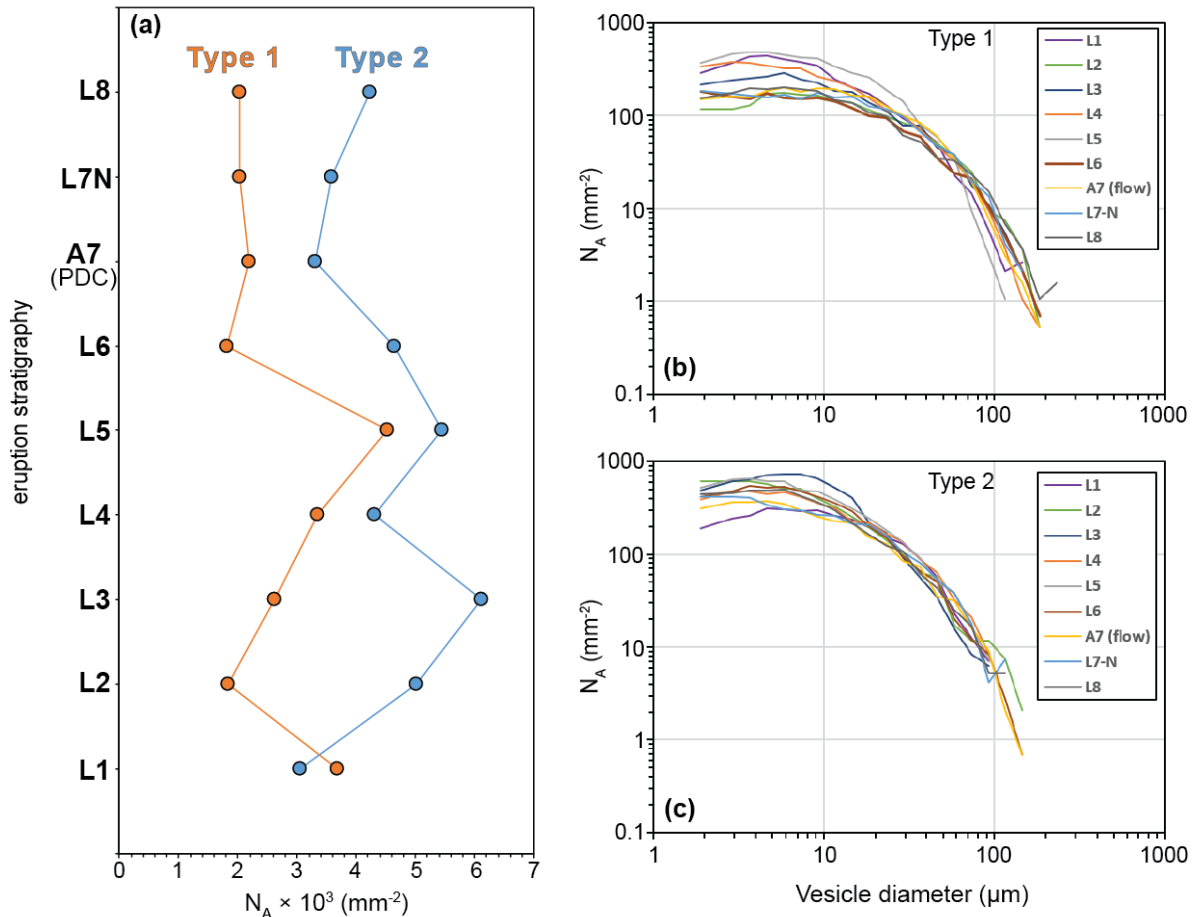 (a)
Type 1 Type 2
L8
L7N
A7
(PDC)
L6
L5
L4
L3
L2
L1
eruption stratigraphy
0 1 2 3 4 5 6 7
N_A × 10³ (mm⁻²)
Type 1
1000
100
10
1
0.1
N_A (mm⁻²)
L1
L2
L3
L4
L5
L6
A7 (flow)
L7-N
L8
(b)
1 10 100 1000
Type 2
1000
100
10
1
0.1
N_A (mm⁻²)
L1
L2
L3
L4
L5
L6
A7 (flow)
L7-N
L8
(c)
1 10 100 1000
Vesicle diameter (µm)